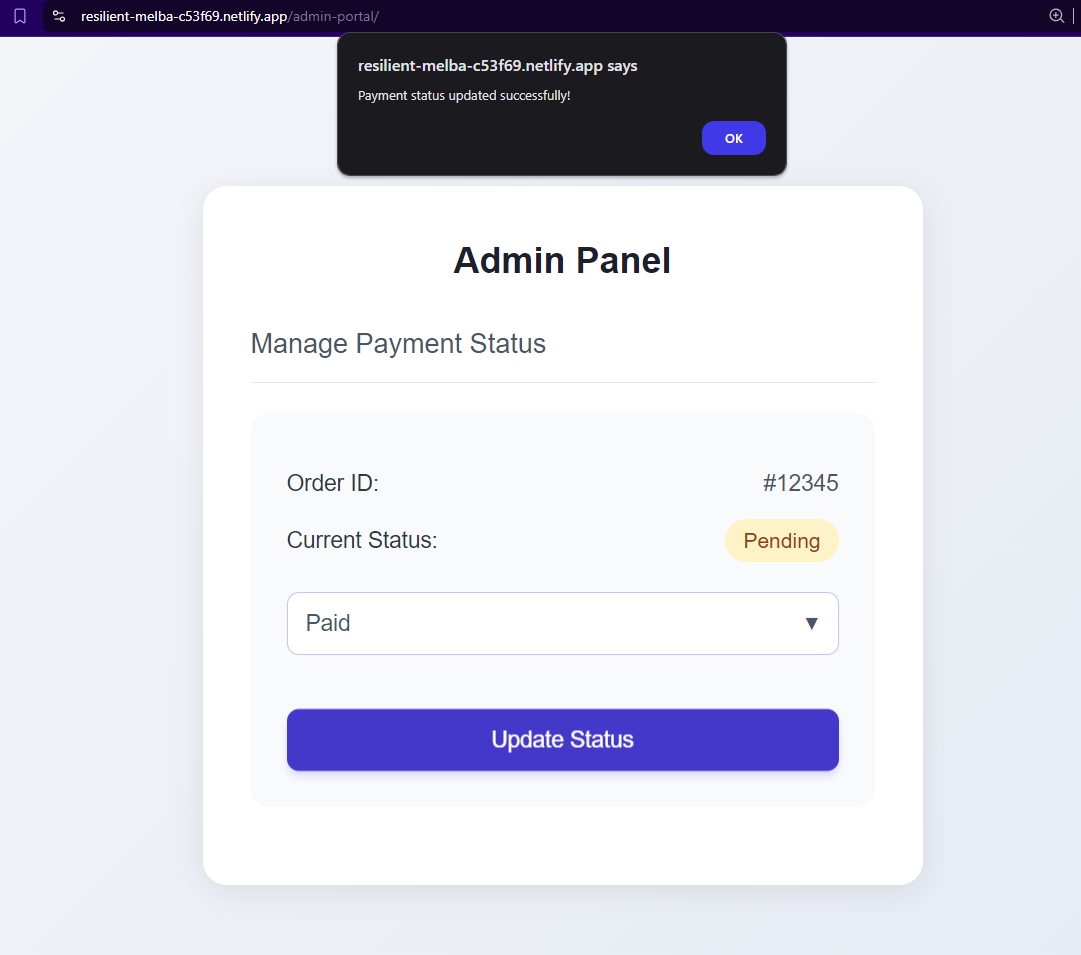 resilient-melba-c53f69.netlify.app/admin-portal/
resilient-melba-c53f69.netlify.app says
Payment status updated successfully!
OK
Admin Panel
Manage Payment Status
Order ID: #12345
Current Status: Pending
Paid ▼
Update Status